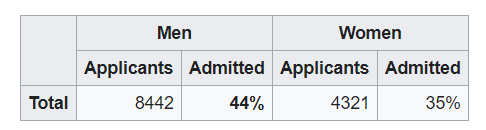 Men Women
Applicants Admitted Applicants Admitted
Total 8442 44% 4321 35%